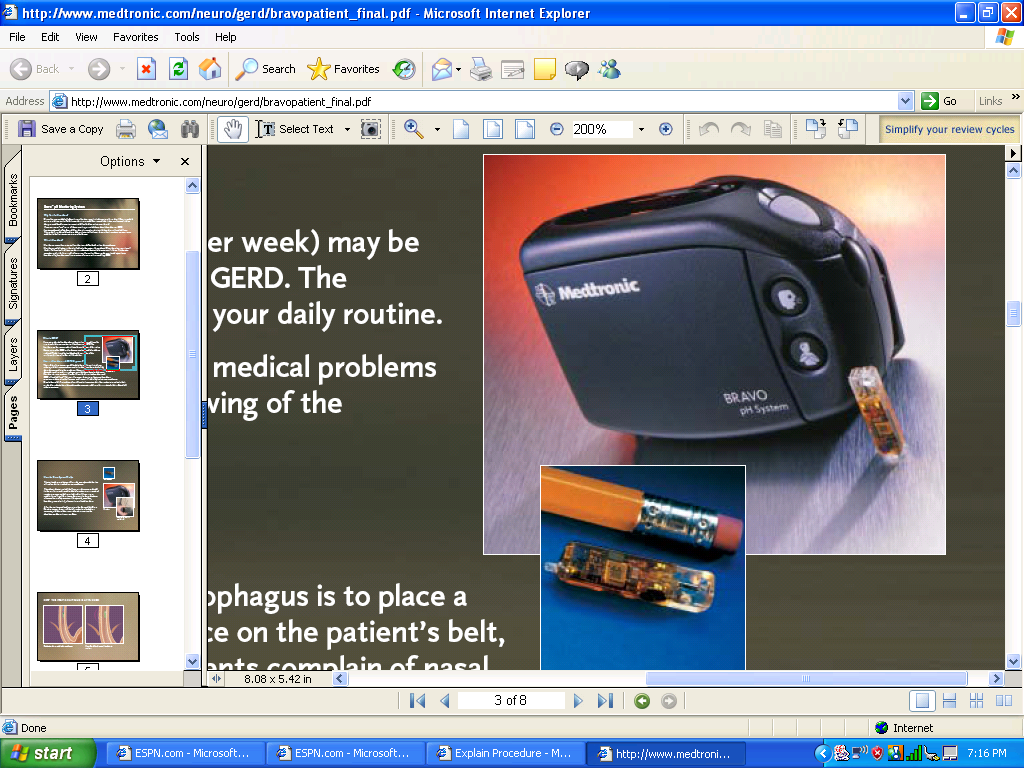 http://www.medtronic.com/neuro/gerd/bravopatient_final.pdf - Microsoft Internet Explorer
File Edit View Favorites Tools Help
Back Search Favorites
Address http://www.medtronic.com/neuro/gerd/bravopatient_final.pdf Go Links »
Save a Copy Select Text 200% Simplify your review cycles
Options
Bookmarks
Signatures
Layers
Pages
2
3
4
er week) may be
GERD. The
your daily routine.
medical problems
wing of the
Medtronic
BRAVO
pH System
ophagus is to place a
ce on the patient's belt,
ents complain of nasal
8.08 x 5.42 in
3 of 8
Done Internet
start ESPN.com - Microsoft... ESPN.com - Microsoft... Explain Procedure - M... http://www.medtroni... 7:16 PM